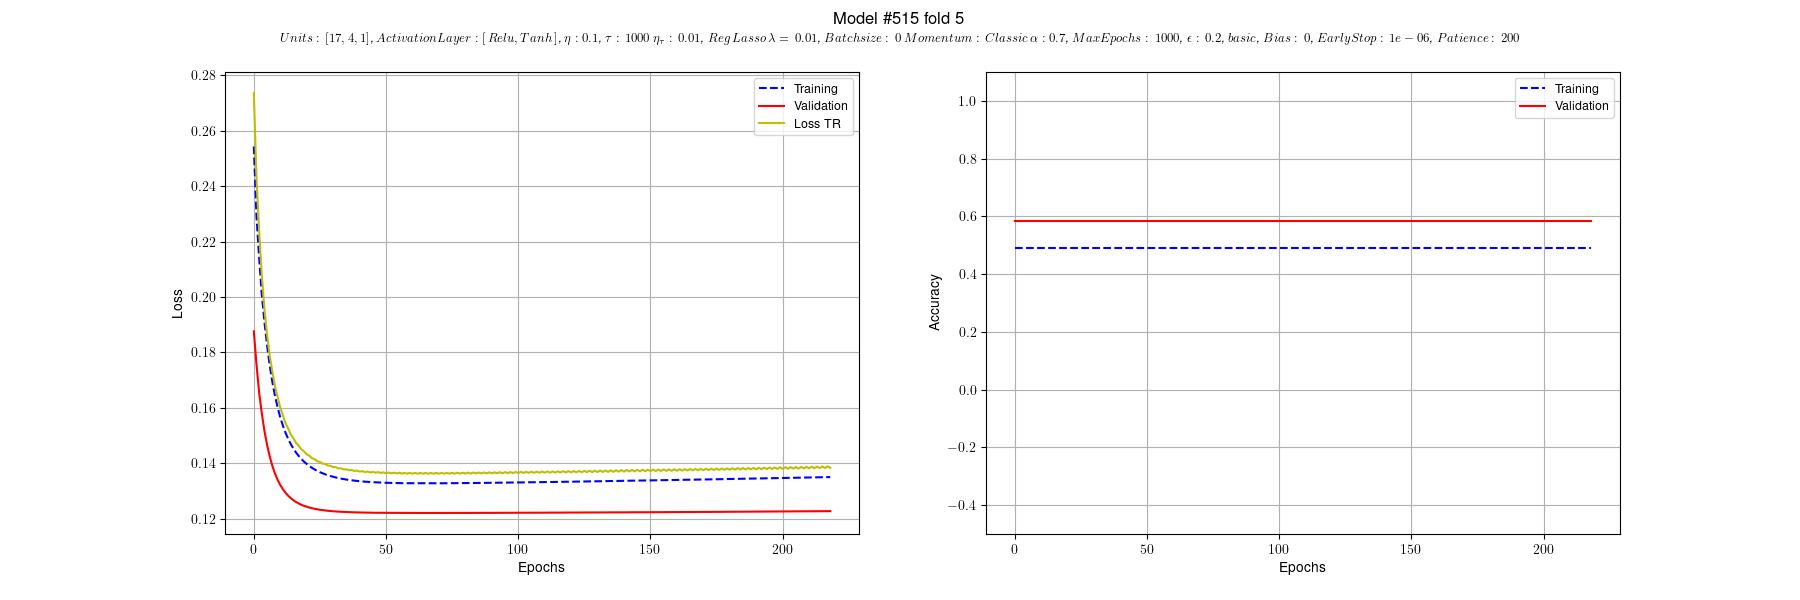 Model #515 fold 5
Units : [17, 4, 1], ActivationLayer : [Relu, Tanh], η : 0.1, τ : 1000 ητ : 0.01, Reg Lasso λ = 0.01, Batchsize : 0 Momentum : Classic α : 0.7, MaxEpochs : 1000, ϵ : 0.2, basic, Bias : 0, EarlyStop : 1e − 06, Patience : 200
0.28
0.26
0.24
0.22
0.20
0.18
0.16
0.14
0.12
Loss
0 50 100 150 200
Epochs
Training
Validation
Loss TR
1.0
0.8
0.6
0.4
0.2
0.0
−0.2
−0.4
Accuracy
0 50 100 150 200
Epochs
Training
Validation